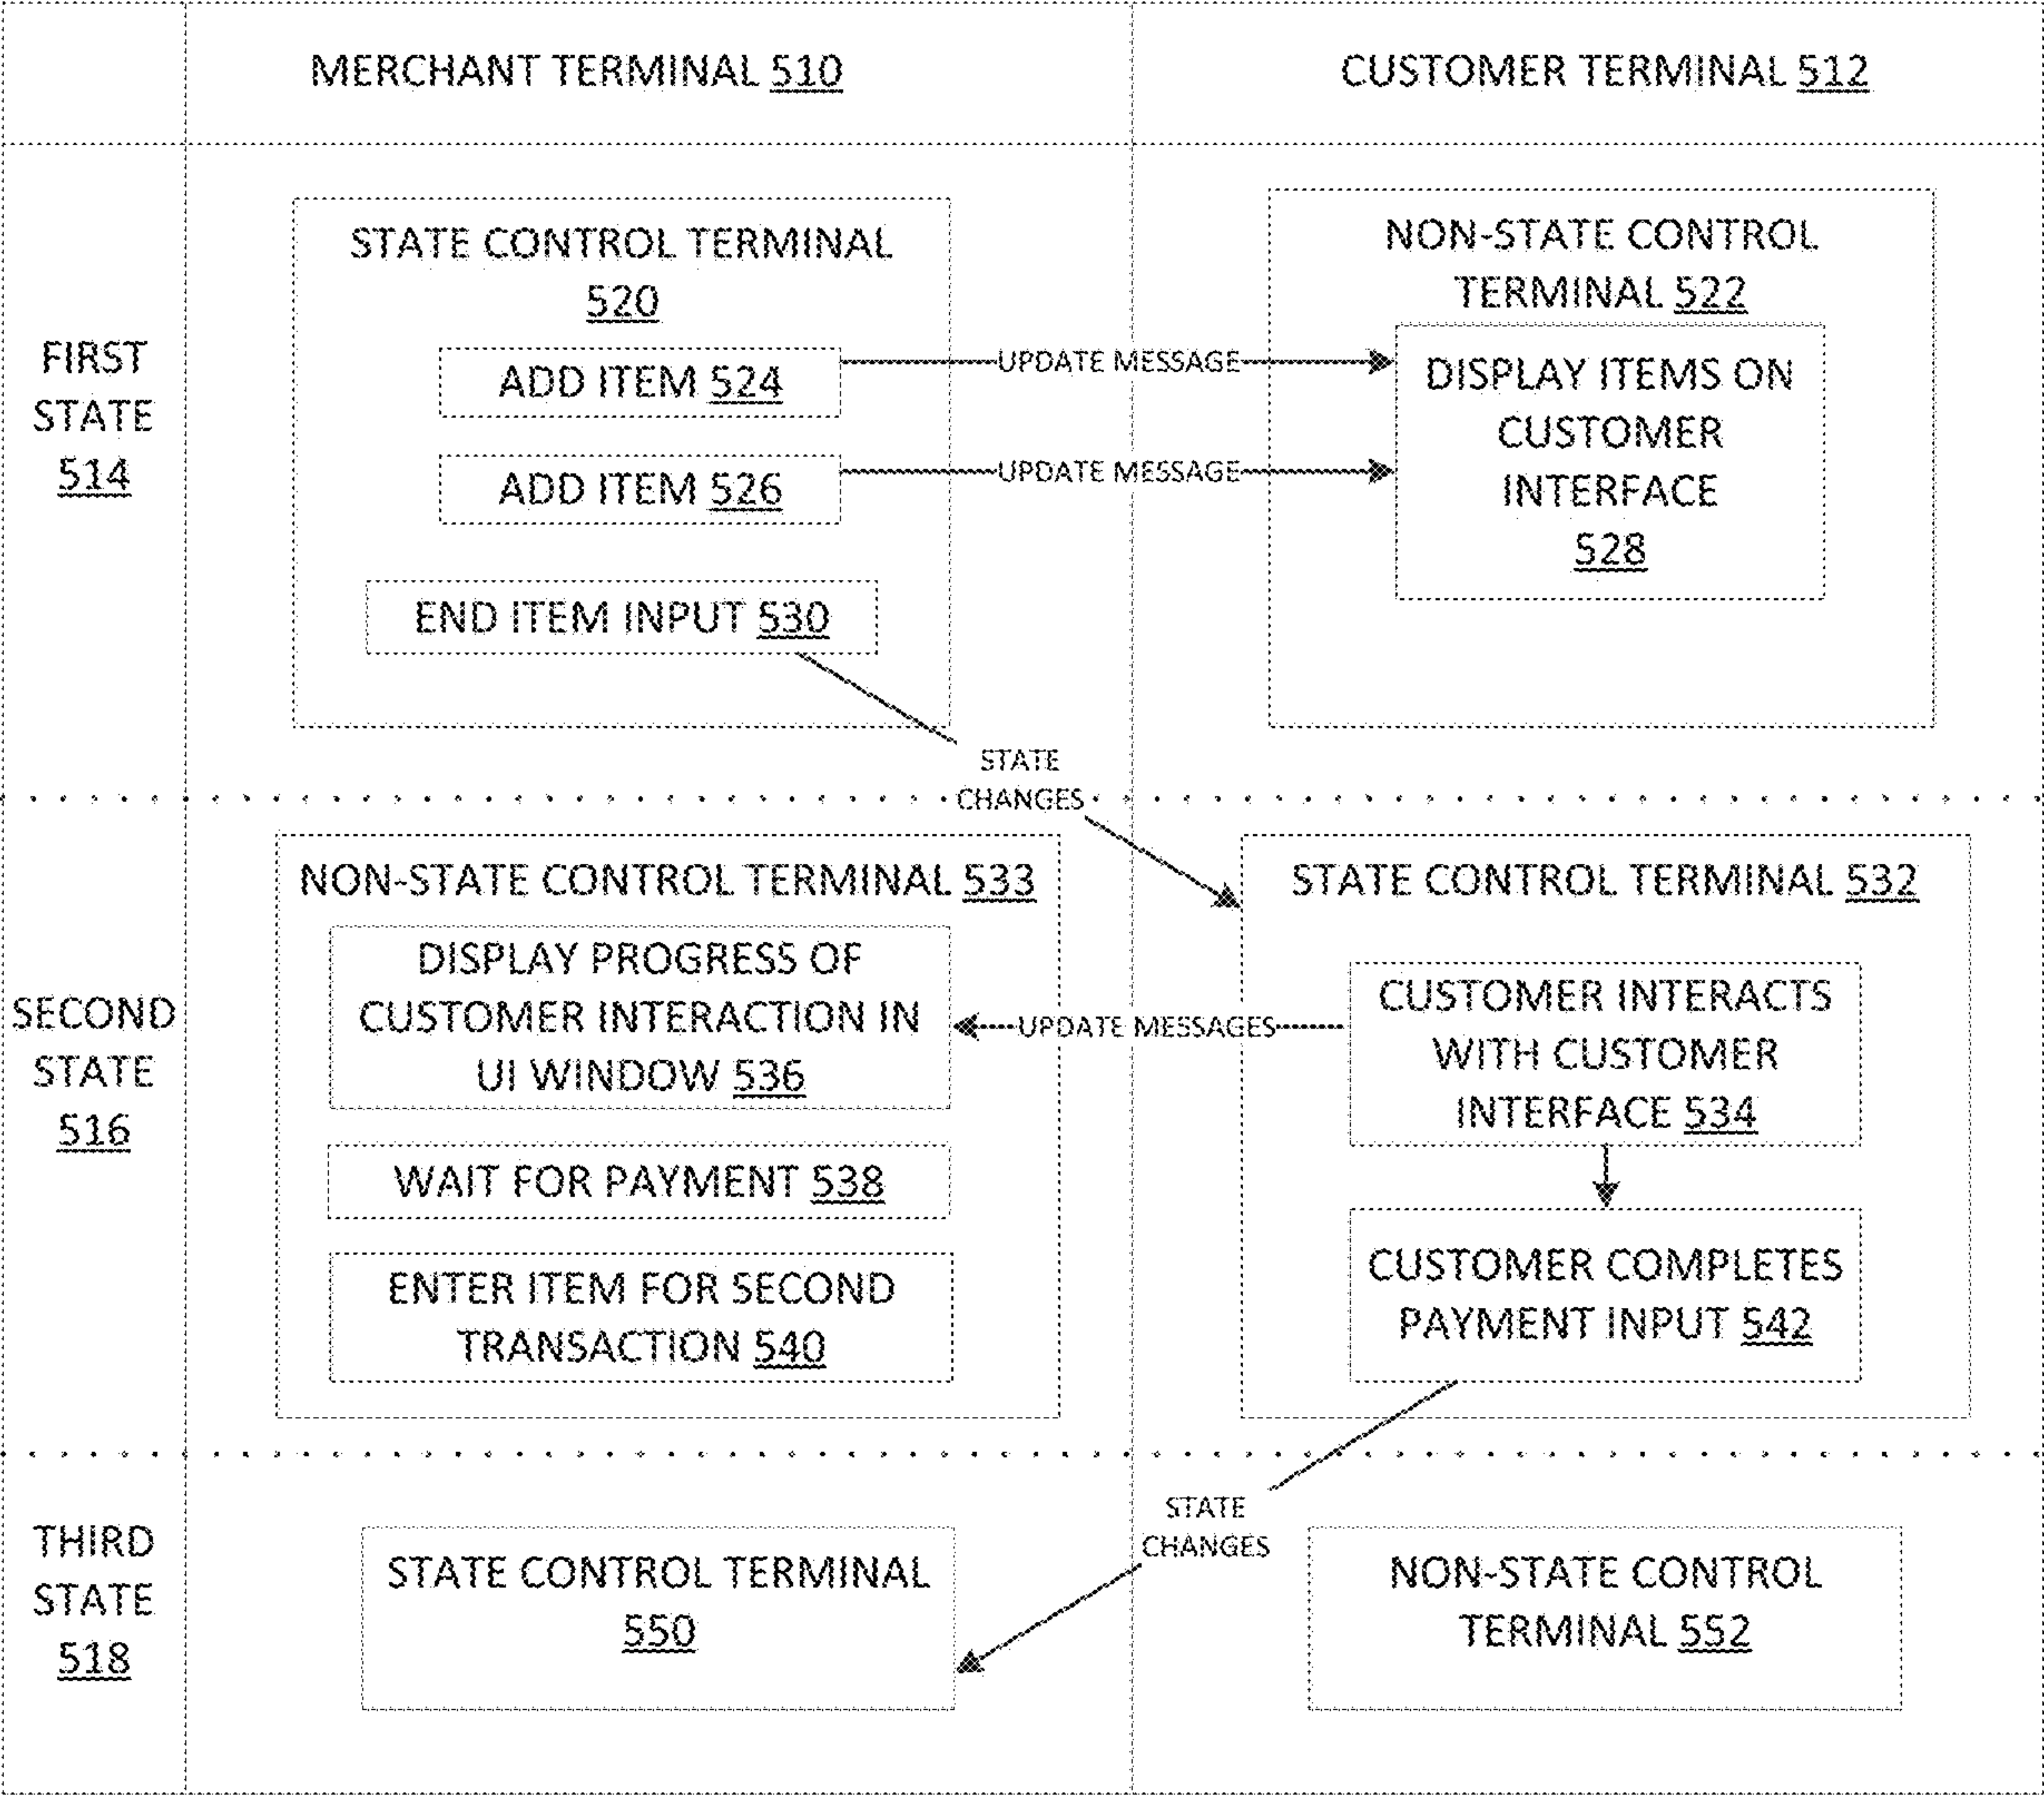 MERCHANT TERMINAL 510
CUSTOMER TERMINAL 512
FIRST
STATE
514
STATE CONTROL TERMINAL
520
ADD ITEM 524
ADD ITEM 526
END ITEM INPUT 530
UPDATE MESSAGE
UPDATE MESSAGE
NON-STATE CONTROL
TERMINAL 522
DISPLAY ITEMS ON
CUSTOMER
INTERFACE
528
STATE
CHANGES
SECOND
STATE
516
NON-STATE CONTROL TERMINAL 533
DISPLAY PROGRESS OF
CUSTOMER INTERACTION IN
UI WINDOW 536
WAIT FOR PAYMENT 538
ENTER ITEM FOR SECOND
TRANSACTION 540
UPDATE MESSAGES
STATE CONTROL TERMINAL 532
CUSTOMER INTERACTS
WITH CUSTOMER
INTERFACE 534
CUSTOMER COMPLETES
PAYMENT INPUT 542
STATE
CHANGES
THIRD
STATE
518
STATE CONTROL TERMINAL
550
NON-STATE CONTROL
TERMINAL 552